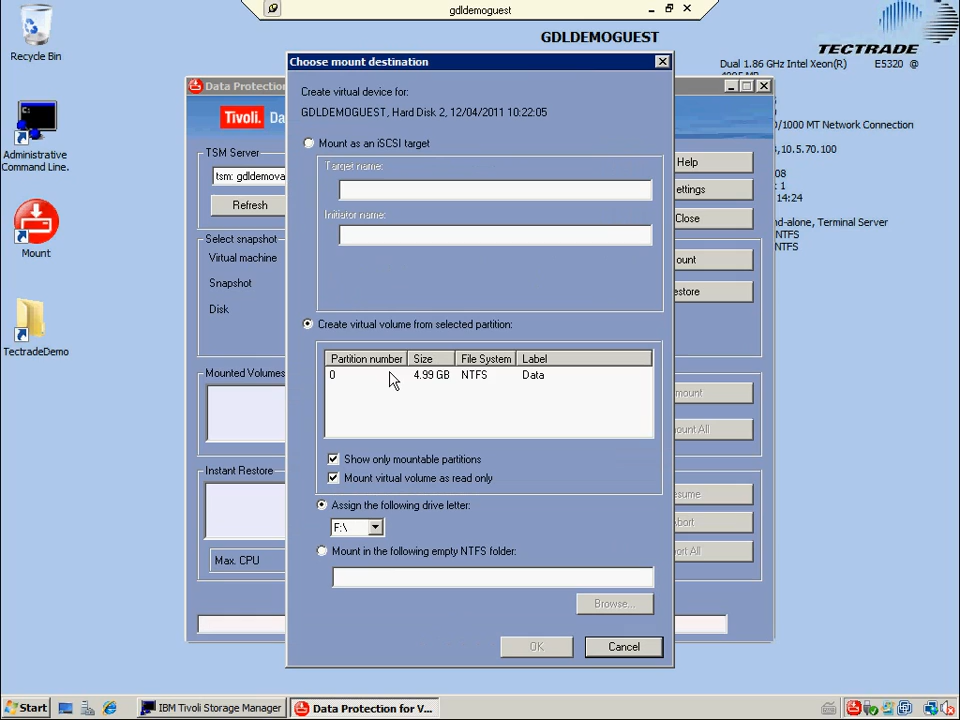 gdldemoguest
GDLDEMOGUEST
TECTRADE
Dual 1.86 GHz Intel Xeon(R) E5320 @
/1000 MT Network Connection
,10.5.70.100
08
: 1
14:24
nd-alone, Terminal Server
NTFS
NTFS
Recycle Bin
Administrative
Command Line.
Mount
TectradeDemo
Data Protection
Tivoli. Da
TSM Server
tsm: gdldemova
Refresh
Select snapshot
Virtual machine
Snapshot
Disk
Mounted Volumes
Instant Restore
Max. CPU
Help
ettings
Close
ount
estore
mount
ount All
esume
bort
ort All
Choose mount destination
Create virtual device for:
GDLDEMOGUEST, Hard Disk 2, 12/04/2011 10:22:05
Mount as an iSCSI target
Target name:
Initiator name:
Create virtual volume from selected partition:
Partition number Size File System Label
0 4.99 GB NTFS Data
Show only mountable partitions
Mount virtual volume as read only
Assign the following drive letter:
F:\
Mount in the following empty NTFS folder:
Browse...
OK Cancel
Start IBM Tivoli Storage Manager Data Protection for V...